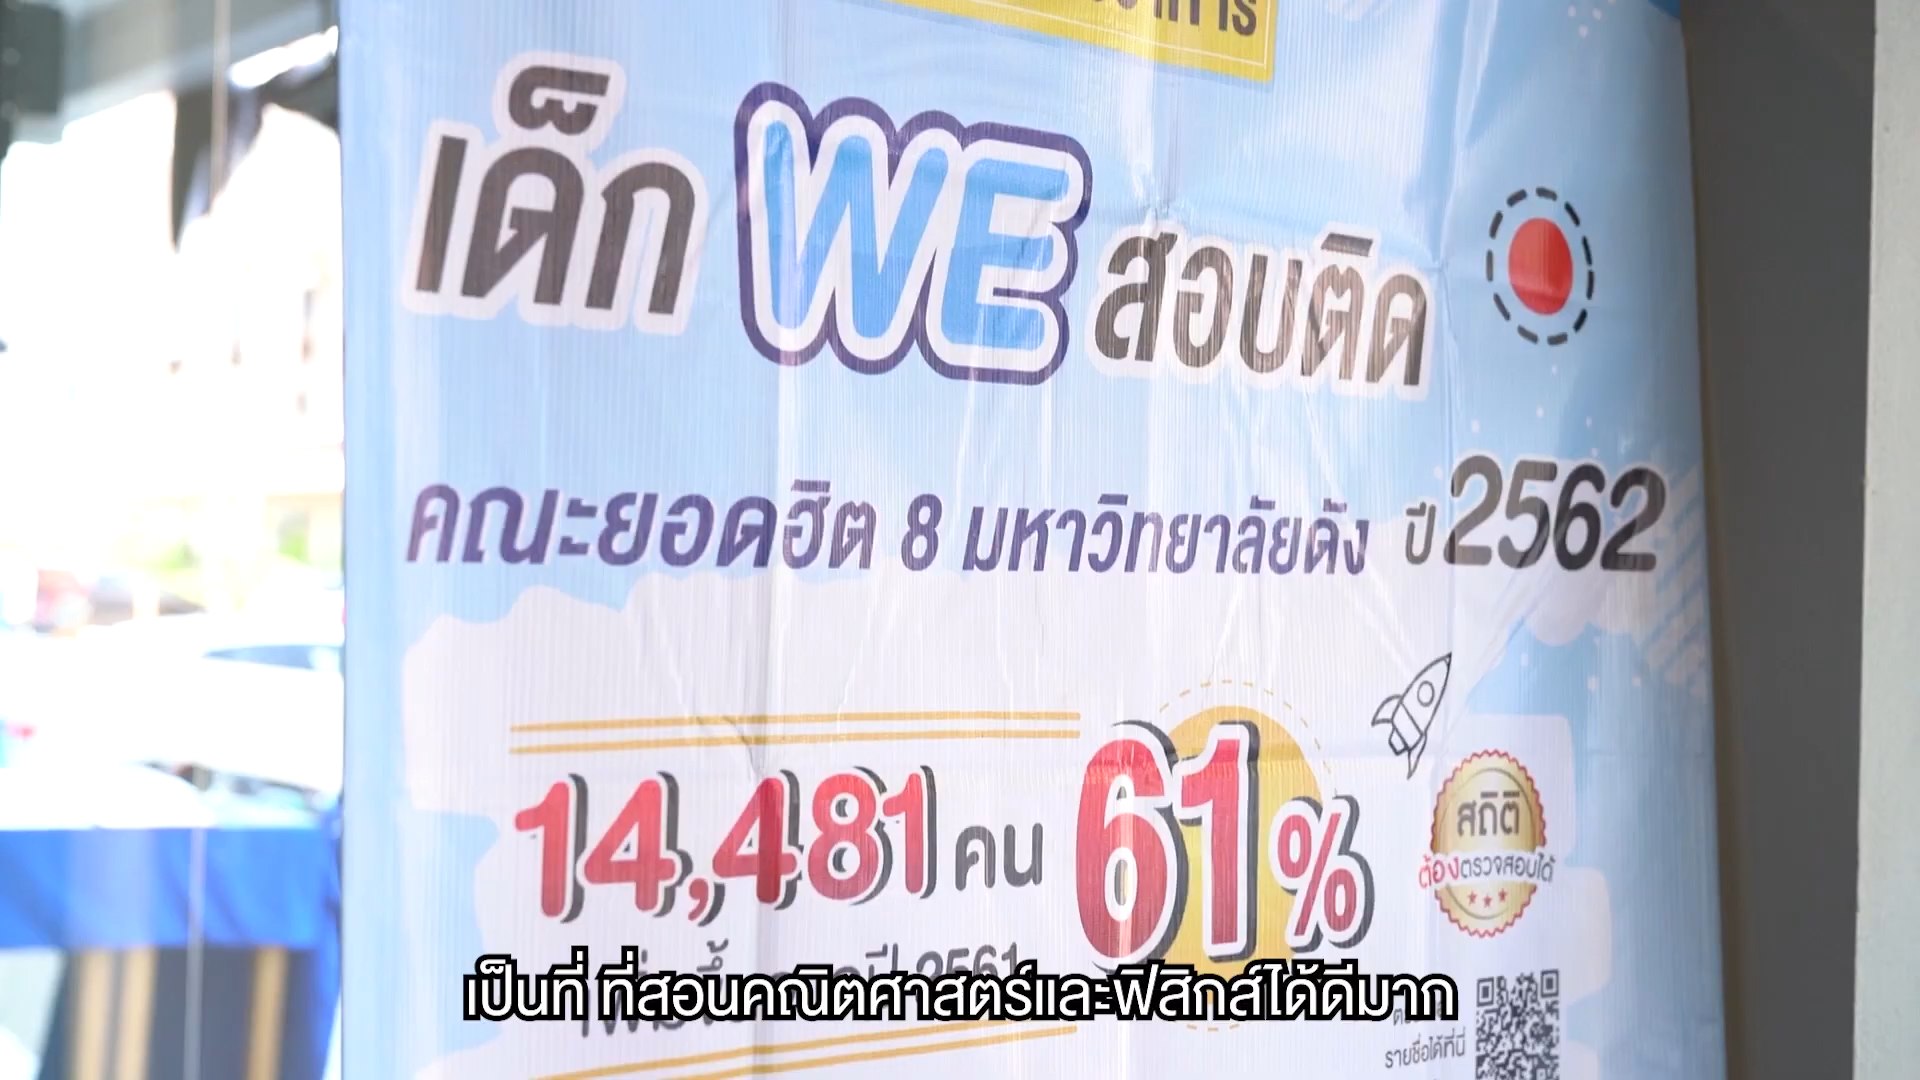 เด็ก WE สอบติด
คณะยอดฮิต 8 มหาวิทยาลัยดัง ปี 2562
14,481 คน 61%
สถิติ
ต้องตรวจสอบได้
เป็นที่ ที่สอนคณิตศาสตร์และฟิสิกส์ได้ดีมาก
รายชื่อได้ที่นี่